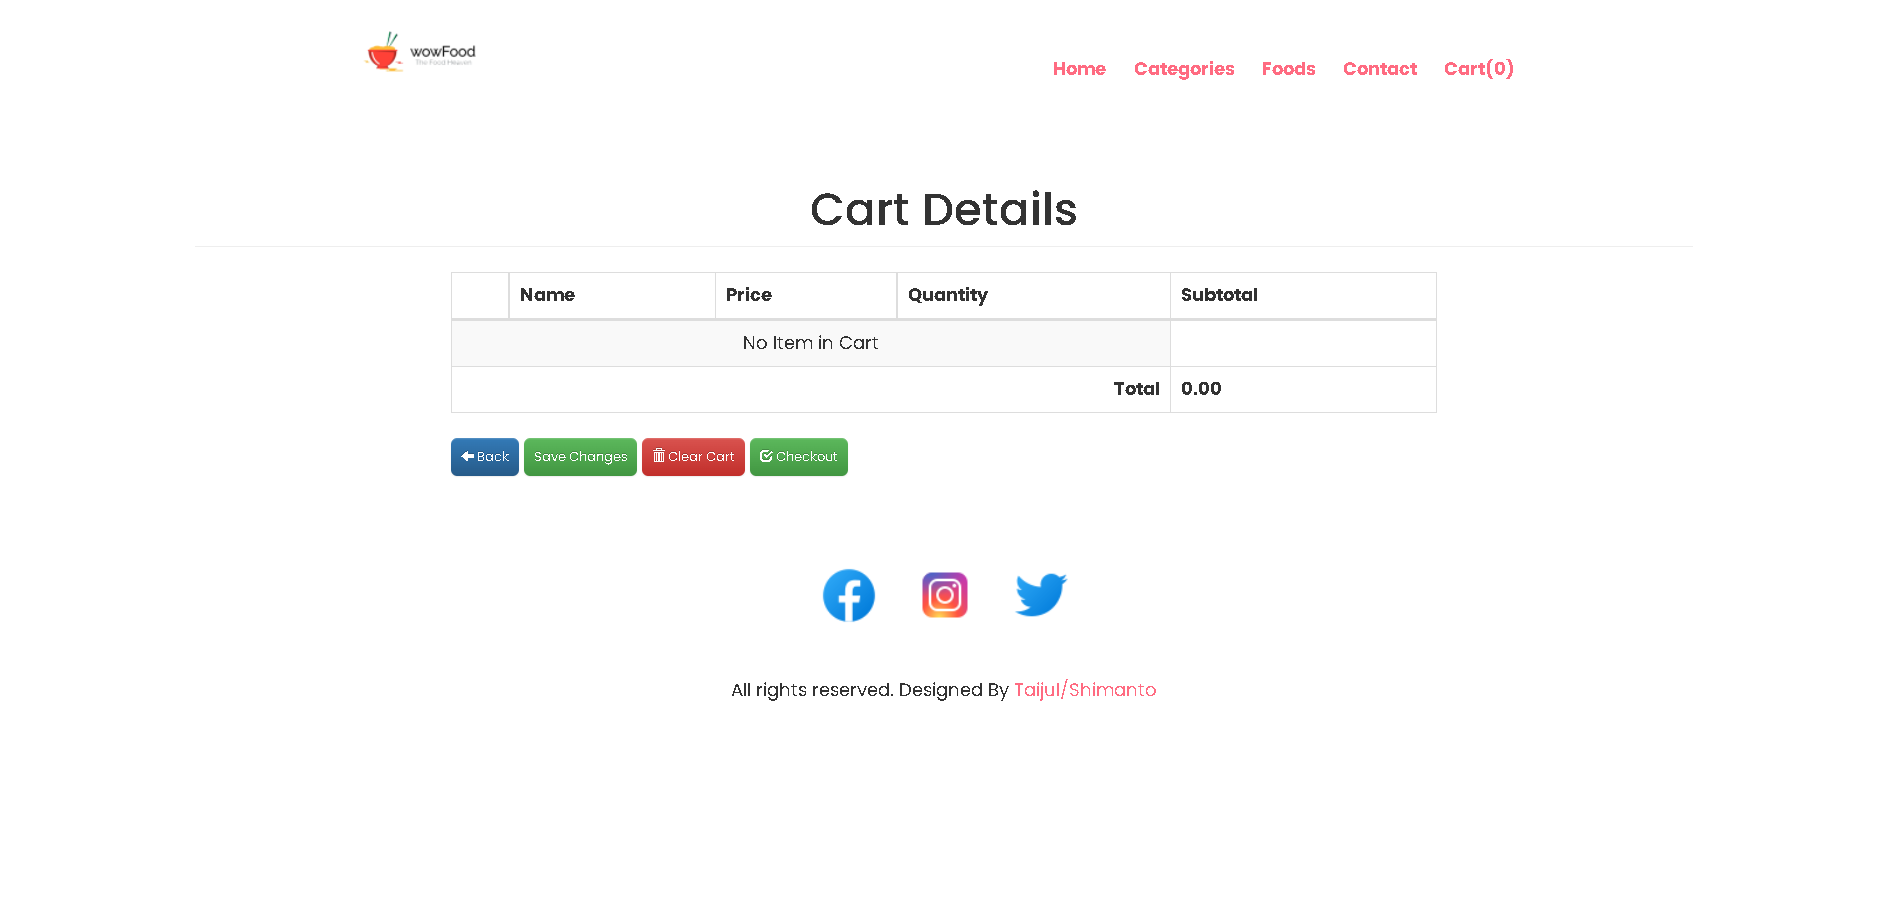 wowFood
The Food Heaven
Home Categories Foods Contact Cart(0)
Cart Details
Name Price Quantity Subtotal
No Item in Cart
Total 0.00
Back Save Changes Clear Cart Checkout
All rights reserved. Designed By Taijul/Shimanto